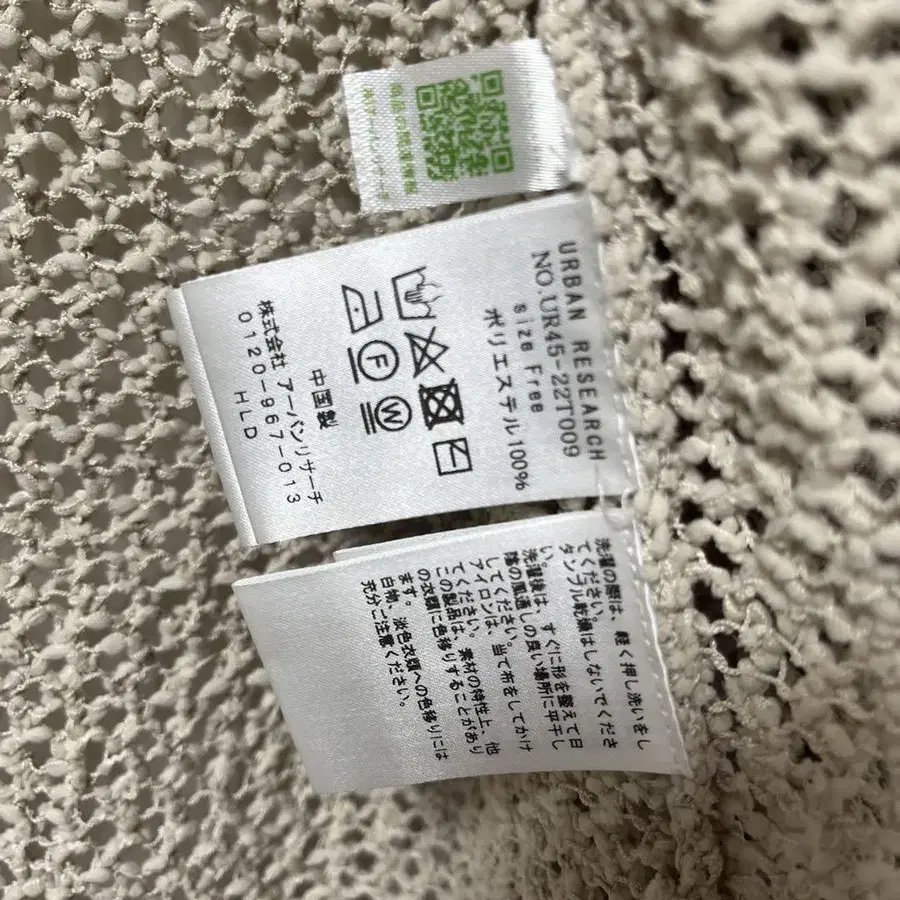 URBAN RESEARCH
NO.UR45-22T009
size Free
ポリエステル100%
F
W
中国製
株式会社 アーバンリサーチ
0120-967-013
HLD
洗濯の際は、軽く押し洗いをし
てください。
タンブル乾燥はしないでくださ
い。
洗濯後は、すぐに形を整えて日
陰の風通しの良い場所に平干し
してください。
アイロンは、当て布をしてかけ
てください。
この製品は、素材の特性上、他
の衣類に色移りすることがあり
ます。淡色衣類への色移りには
充分ご注意ください。